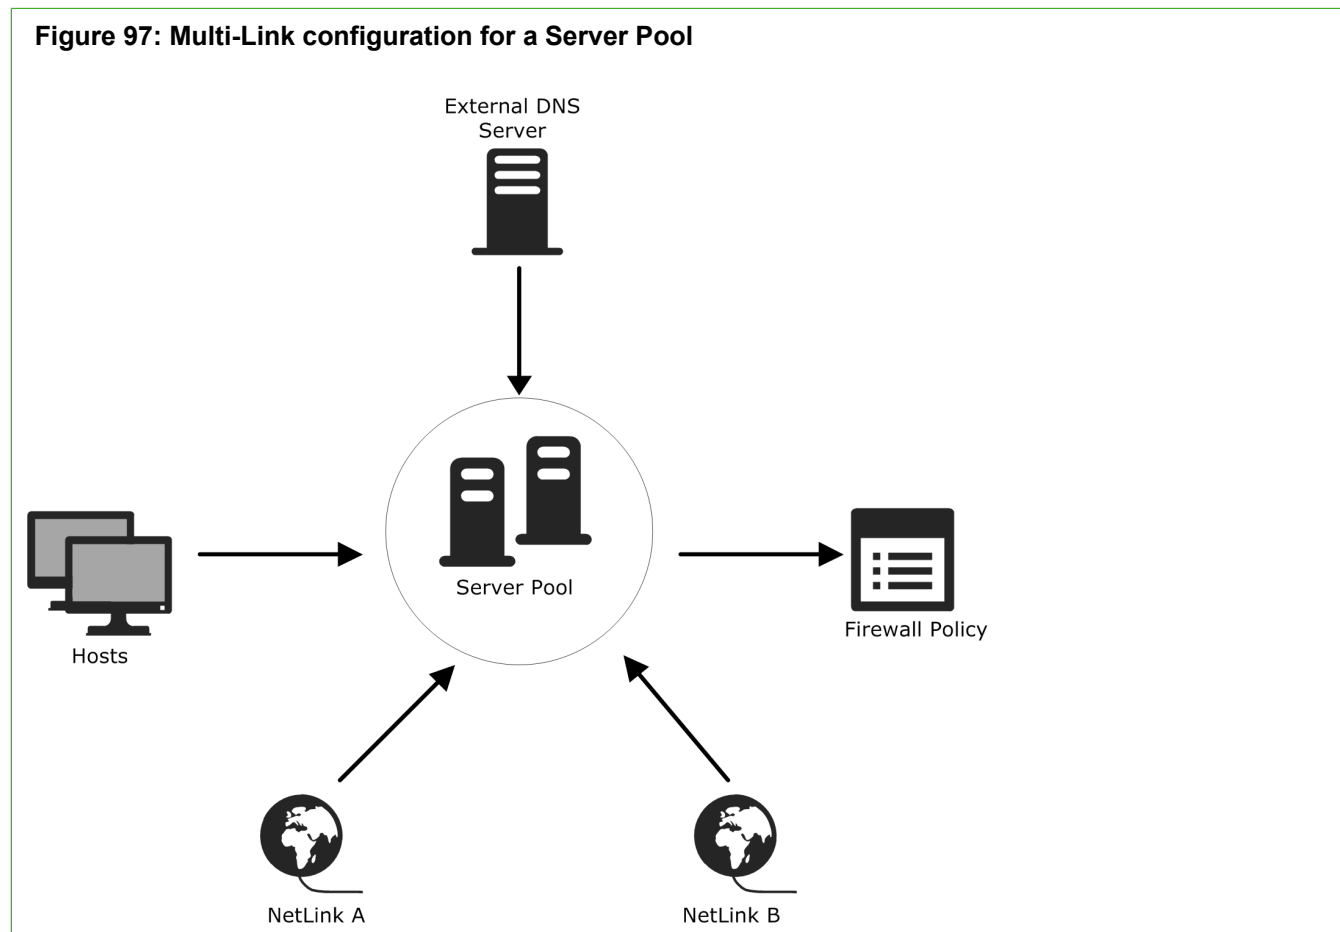 Figure 97: Multi-Link configuration for a Server Pool
External DNS
Server
Server Pool
Hosts
Firewall Policy
NetLink A
NetLink B